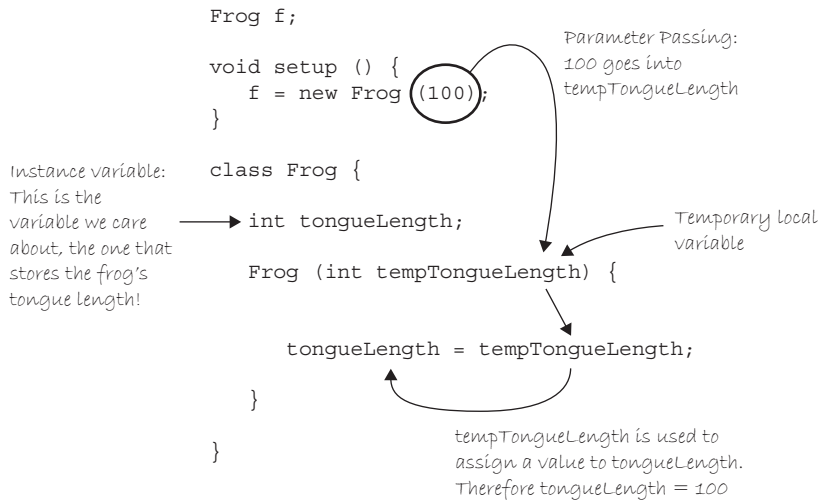 Frog f;
void setup () {
f = new Frog (100);
}
Parameter Passing:
100 goes into
tempTongueLength
Instance variable:
This is the
variable we care
about, the one that
stores the frog's
tongue length!
class Frog {
int tongueLength;
Temporary local
variable
Frog (int tempTongueLength) {
tongueLength = tempTongueLength;
}
}
tempTongueLength is used to
assign a value to tongueLength.
Therefore tongueLength = 100